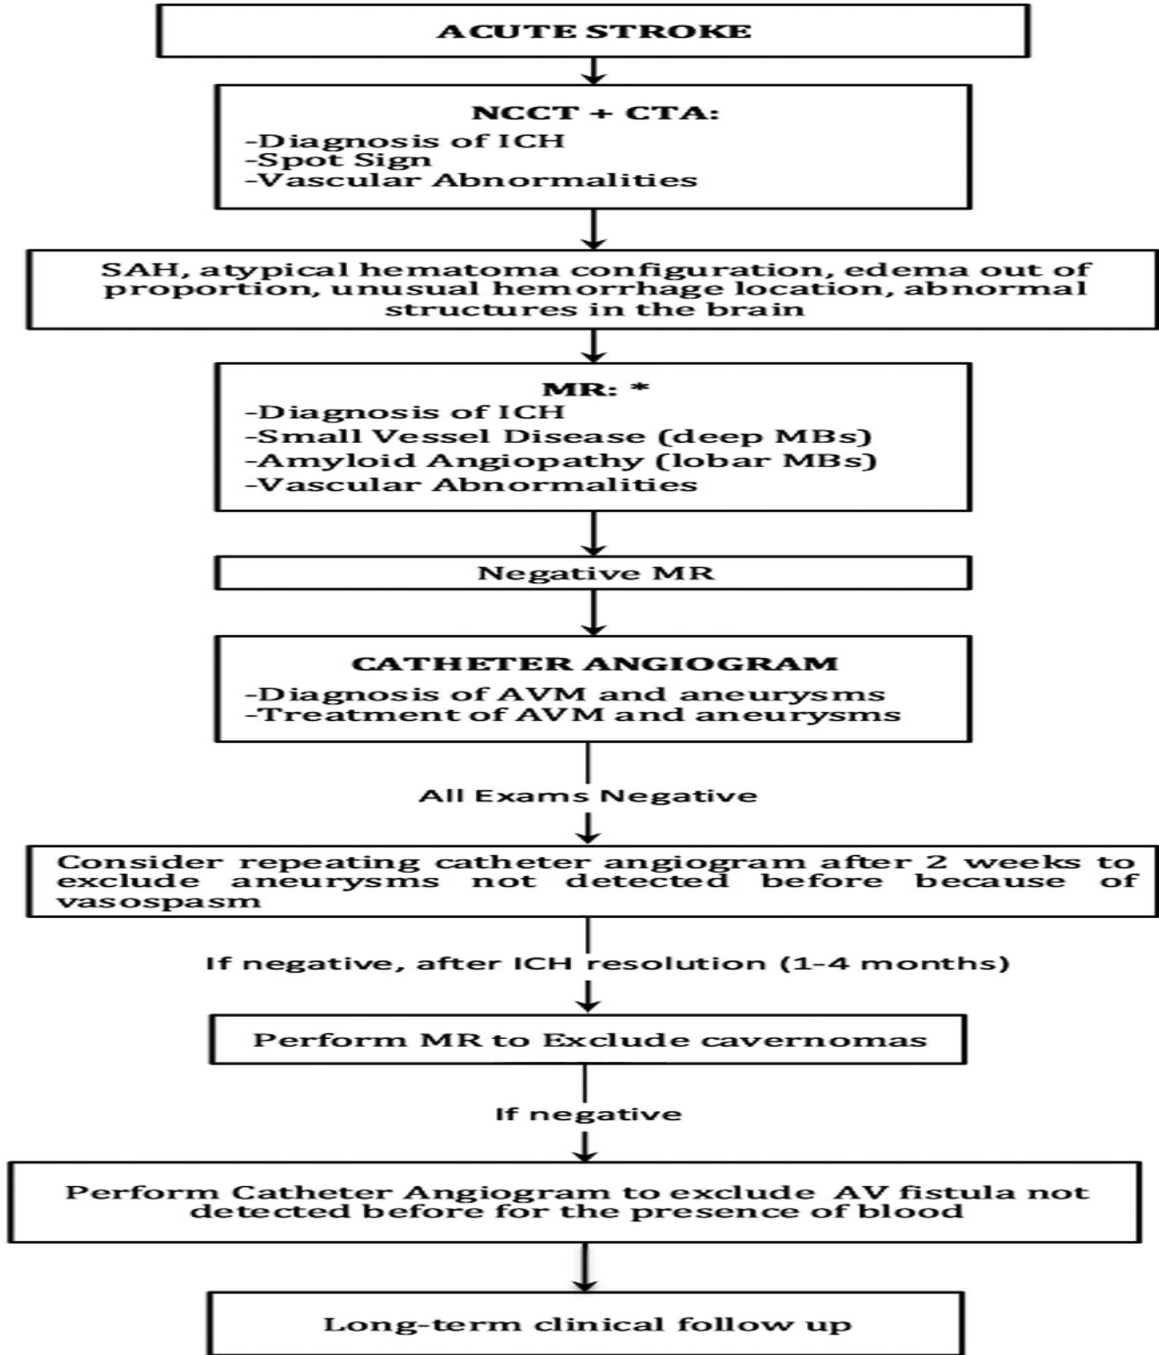 ACUTE STROKE
NCCT + CTA:
-Diagnosis of ICH
-Spot Sign
-Vascular Abnormalities
SAH, atypical hematoma configuration, edema out of
proportion, unusual hemorrhage location, abnormal
structures in the brain
MR: *
-Diagnosis of ICH
-Small Vessel Disease (deep MBs)
-Amyloid Angiopathy (lobar MBs)
-Vascular Abnormalities
Negative MR
CATHETER ANGIOGRAM
-Diagnosis of AVM and aneurysms
-Treatment of AVM and aneurysms
All Exams Negative
Consider repeating catheter angiogram after 2 weeks to
exclude aneurysms not detected before because of
vasospasm
If negative, after ICH resolution (1-4 months)
Perform MR to Exclude cavernomas
If negative
Perform Catheter Angiogram to exclude AV fistula not
detected before for the presence of blood
Long-term clinical follow up